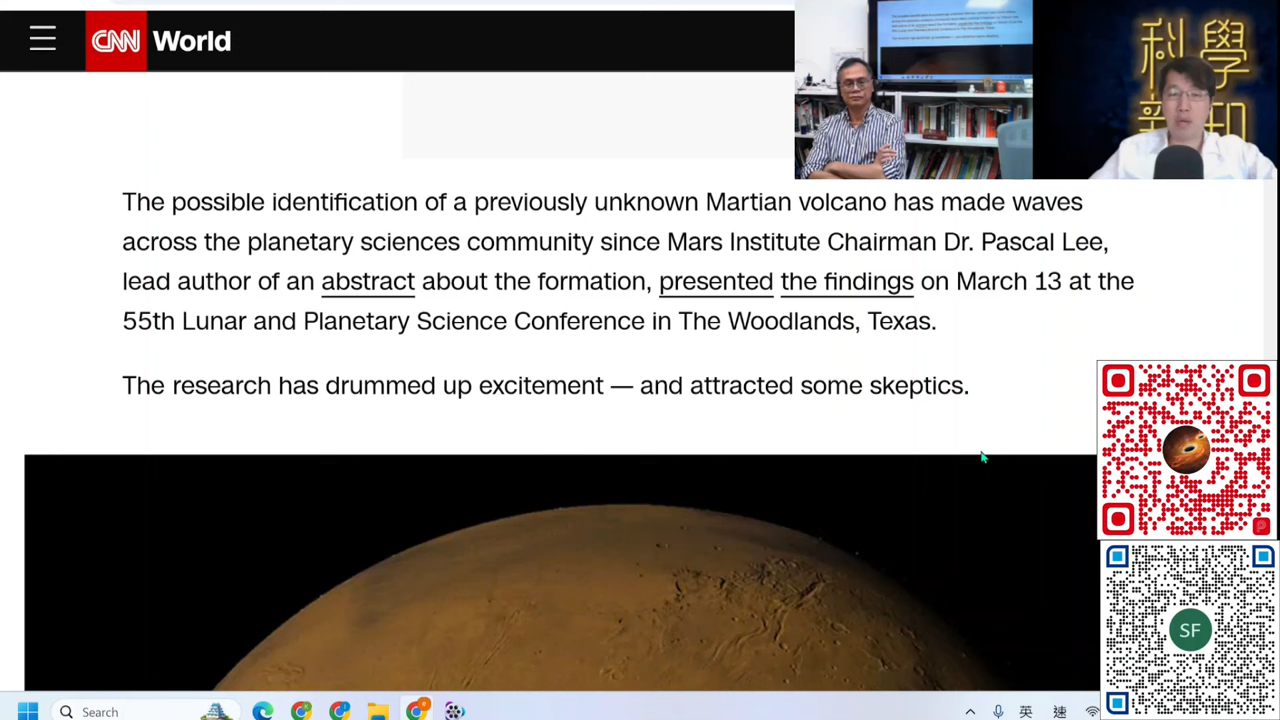 CNN World
科學
新知
The possible identification of a previously unknown Martian volcano has made waves
across the planetary sciences community since Mars Institute Chairman Dr. Pascal Lee,
lead author of an abstract about the formation, presented the findings on March 13 at the
55th Lunar and Planetary Science Conference in The Woodlands, Texas.
The research has drummed up excitement — and attracted some skeptics.
SF
Search
英
速